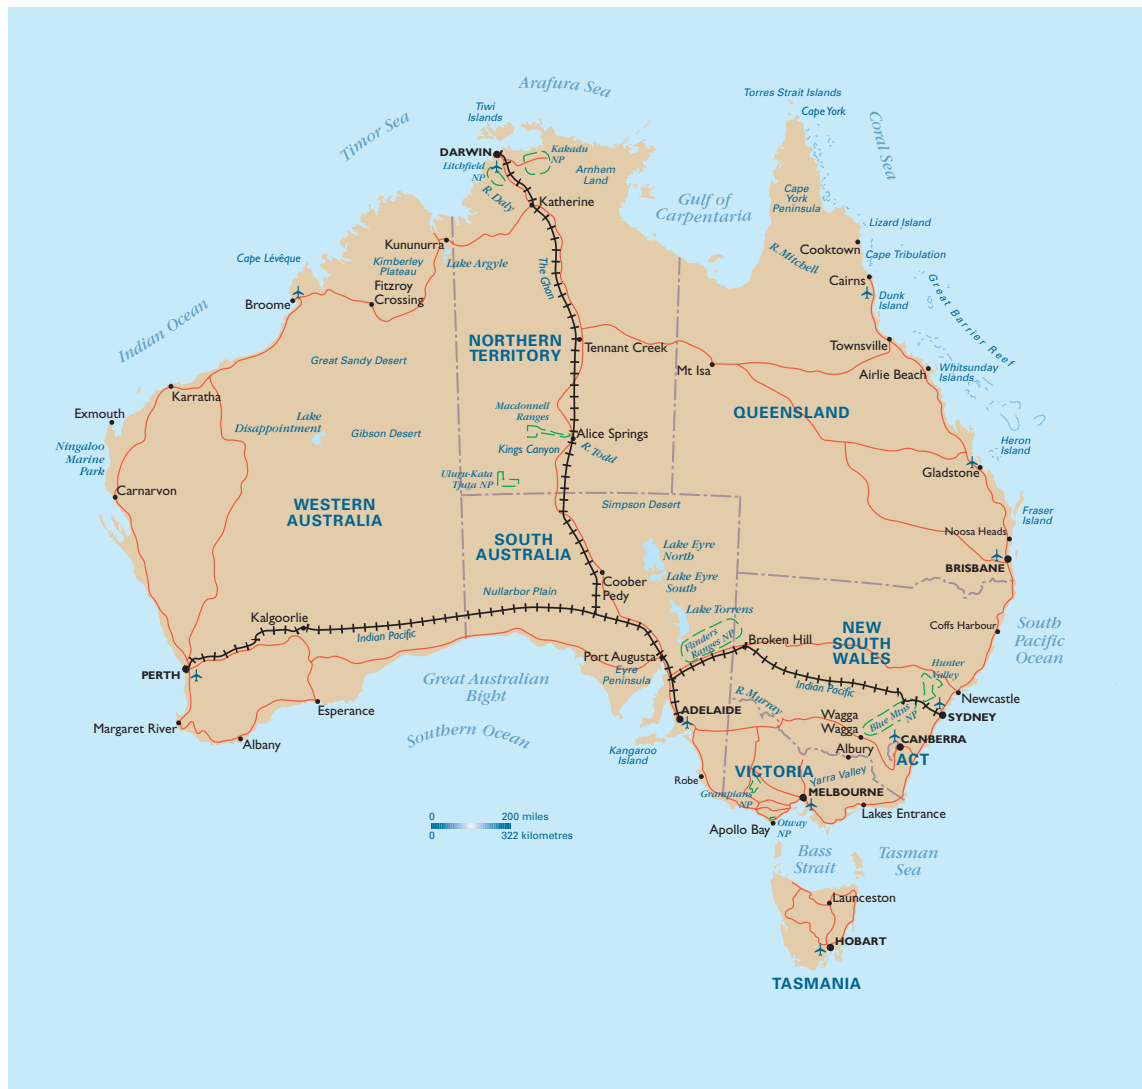 Arafura Sea
Torres Strait Islands
Cape York
Tiwi
Islands
Timor Sea
Coral Sea
DARWIN
Kakadu
NP
Litchfield
NP
Arnhem
Land
R. Daly
Katherine
Gulf of
Carpentaria
Cape
York
Peninsula
Lizard Island
Kununurra
Cooktown
R. Mitchell
Cape Tribulation
Cape Lévêque
Kimberley
Plateau
Lake Argyle
The Ghan
Fitzroy
Crossing
Cairns
Dunk
Island
Great Barrier Reef
Broome
Indian Ocean
NORTHERN
TERRITORY
Tennant Creek
Townsville
Great Sandy Desert
Mt Isa
Airlie Beach
Whitsunday
Islands
Karratha
Exmouth
Macdonnell
Ranges
QUEENSLAND
Lake
Disappointment
Gibson Desert
Alice Springs
Kings Canyon
R. Todd
Heron
Island
Ningaloo
Marine
Park
Uluru-Kata
Tjuta NP
Gladstone
Carnarvon
WESTERN
AUSTRALIA
Simpson Desert
Fraser
Island
SOUTH
AUSTRALIA
Noosa Heads
Lake Eyre
North
BRISBANE
Lake Eyre
South
Coober
Pedy
Nullarbor Plain
Lake Torrens
Kalgoorlie
Indian Pacific
Flinders
Ranges NP
Broken Hill
NEW
SOUTH
WALES
Coffs Harbour
South
Pacific
Ocean
Port Augusta
Eyre
Peninsula
PERTH
Great Australian
Bight
Indian Pacific
Hunter
Valley
Newcastle
R. Murray
Esperance
ADELAIDE
Wagga
Wagga
Blue Mtns
NP
SYDNEY
Margaret River
Albany
Southern Ocean
CANBERRA
Kangaroo
Island
Albury
ACT
VICTORIA
Robe
Yarra Valley
Grampians
NP
MELBOURNE
Lakes Entrance
0
200 miles
0
322 kilometres
Apollo Bay
Otway
NP
Bass
Strait
Tasman
Sea
Launceston
HOBART
TASMANIA